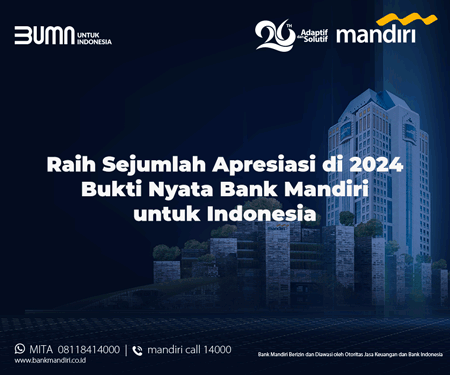 BUMN UNTUK INDONESIA
26TH Adaptif dan Solutif
mandiri
Raih Sejumlah Apresiasi di 2024
Bukti Nyata Bank Mandiri
untuk Indonesia
MITA 08118414000 | mandiri call 14000
www.bankmandiri.co.id
Bank Mandiri Berizin dan Diawasi oleh Otoritas Jasa Keuangan dan Bank Indonesia